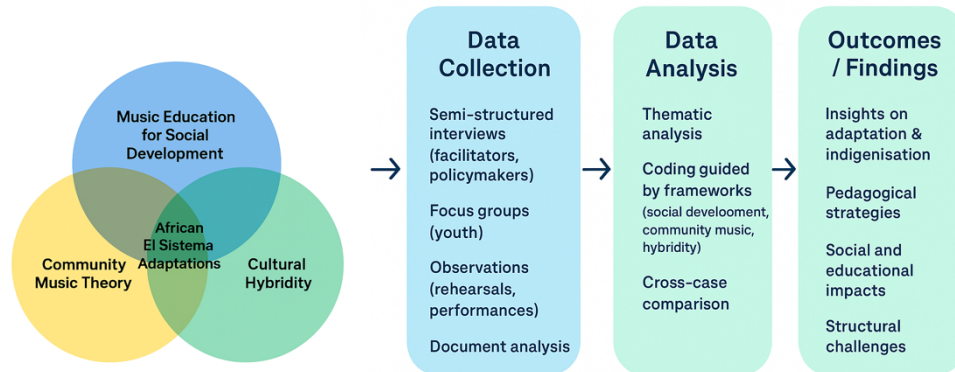 Music Education
for Social
Development
African
El Sistema
Adaptations
Community
Music Theory
Cultural
Hybridity
Data
Collection
Semi-structured
interviews
(facilitators,
policymakers)
Focus groups
(youth)
Observations
(rehearsals,
performances)
Document analysis
Data
Analysis
Thematic
analysis
Coding guided
by frameworks
(social develooment,
community music,
hybridity)
Cross-case
comparison
Outcomes
/ Findings
Insights on
adaptation &
indigenisation
Pedagogical
strategies
Social and
educational
impacts
Structural
challenges